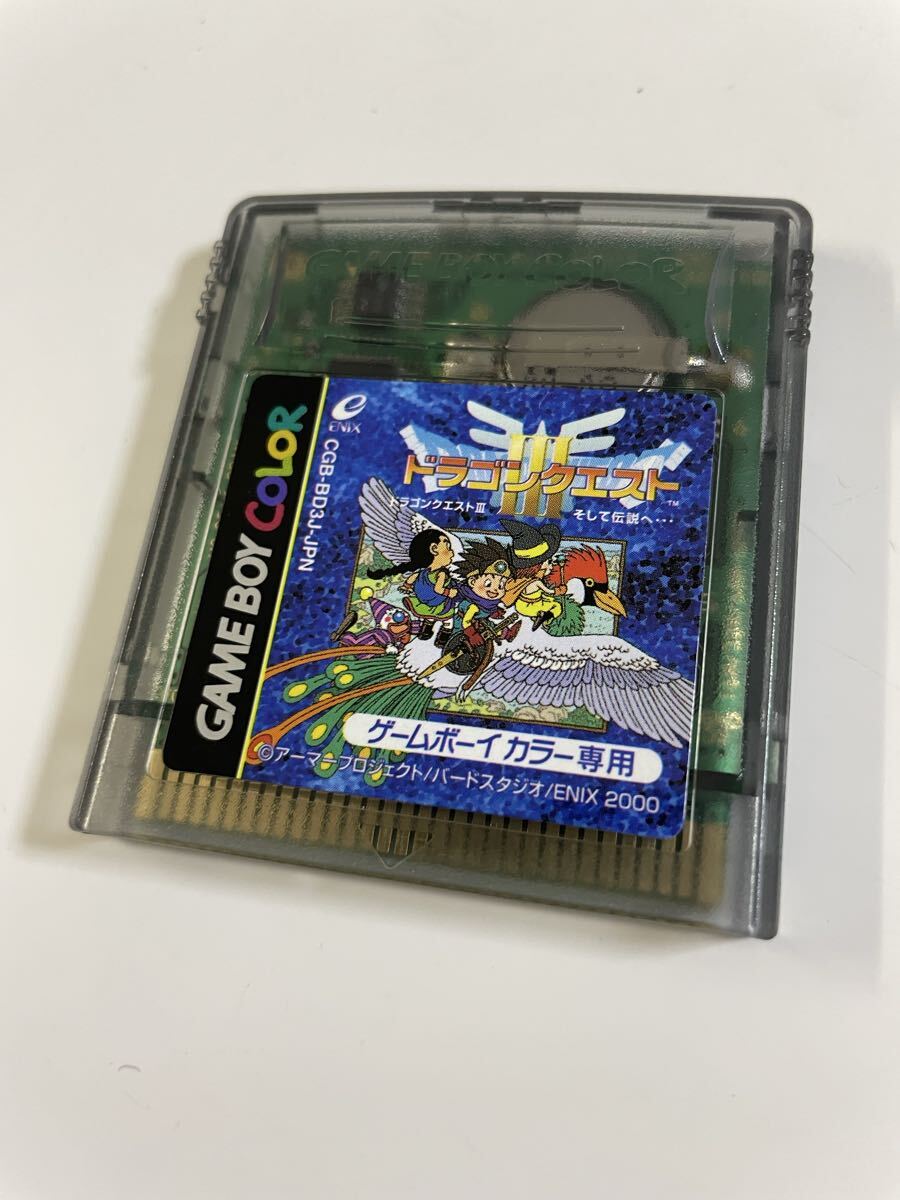 GAME BOY COLOR
GAME BOY COLOR
ENIX
CGB-BD3J-JPN
III
ドラゴンクエスト
™
ドラゴンクエストIII
そして伝説へ…
ゲームボーイカラー専用
©アーマープロジェクト/バードスタジオ/ENIX 2000